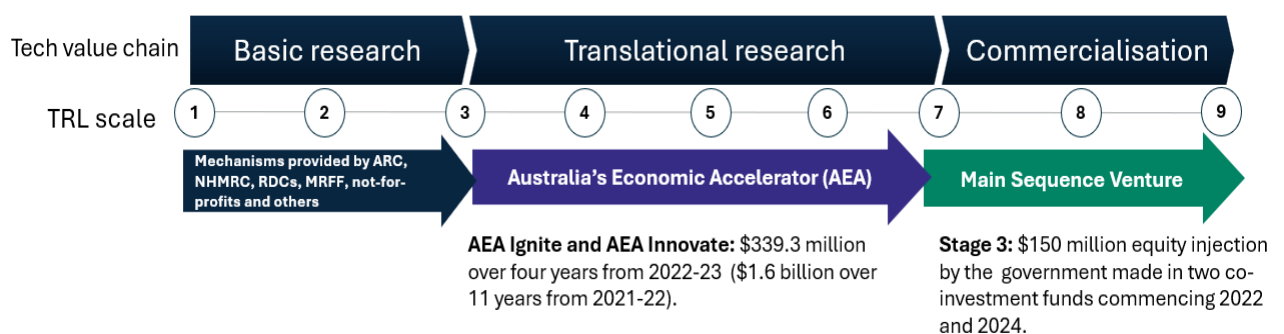 Tech value chain
Basic research
Translational research
Commercialisation
TRL scale
1
2
3
4
5
6
7
8
9
Mechanisms provided by ARC,
NHMRC, RDCs, MRFF, not-for-
profits and others
Australia's Economic Accelerator (AEA)
Main Sequence Venture
AEA Ignite and AEA Innovate: $339.3 million
over four years from 2022-23 ($1.6 billion over
11 years from 2021-22).
Stage 3: $150 million equity injection
by the government made in two co-
investment funds commencing 2022
and 2024.